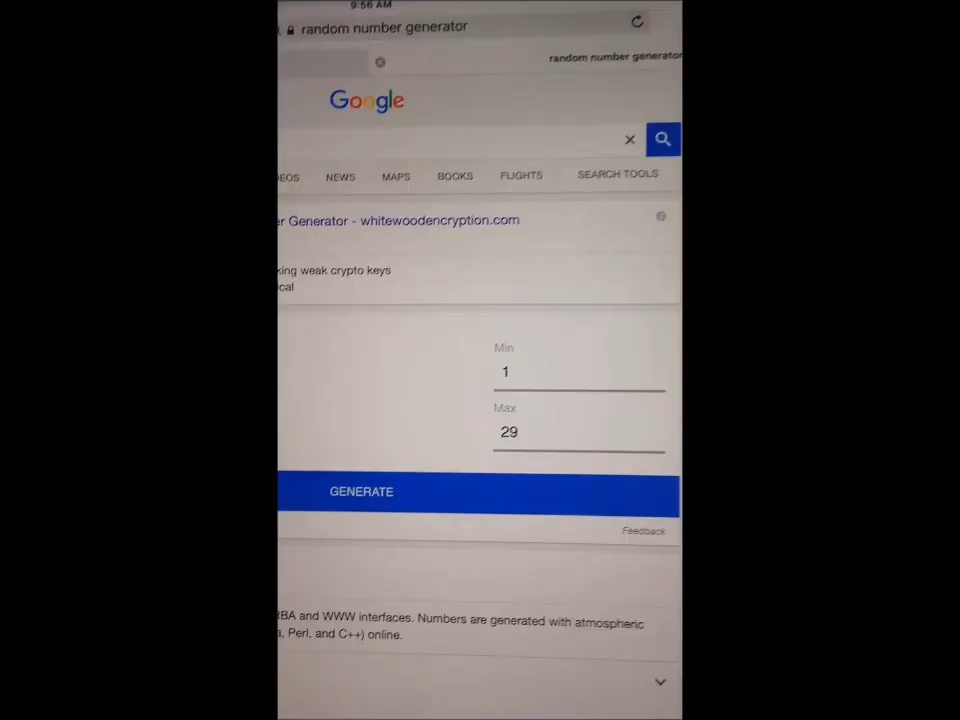 9:56 AM
random number generator
random number generator
Google
EOS NEWS MAPS BOOKS FLIGHTS SEARCH TOOLS
er Generator - whitewoodencryption.com
king weak crypto keys
ical
Min
1
Max
29
GENERATE
Feedback
BA and WWW interfaces. Numbers are generated with atmospheric
, Perl, and C++) online.